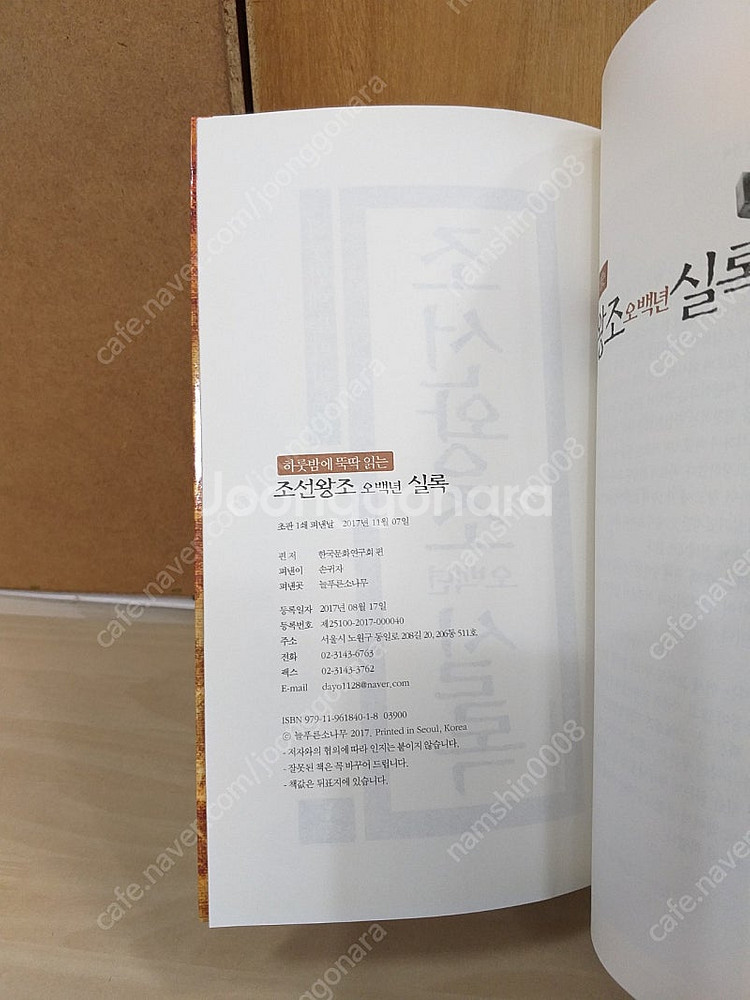 하룻밤에 뚝딱 읽는
조선왕조 오백년 실록
초판 1쇄 펴낸날 2017년 11월 07일
편 저 한국문화연구회 편
펴낸이 손귀자
펴낸곳 늘푸른소나무
등록일자 2017년 08월 17일
등록번호 제25100-2017-000040
주소 서울시 노원구 동일로 208길 20, 206동 511호
전화 02-3143-6763
팩스 02-3143-3762
E-mail dayo1128@naver.com
ISBN 979-11-961840-1-8 03900
ⓒ 늘푸른소나무 2017. Printed in Seoul, Korea
- 저자와의 협의에 따라 인지는 붙이지 않습니다.
- 잘못된 책은 꼭 바꾸어 드립니다.
- 책값은 뒤표지에 있습니다.
왕조 오백년 실록
Joonggonara
cafe.naver.com/joonggonara
namshin0008